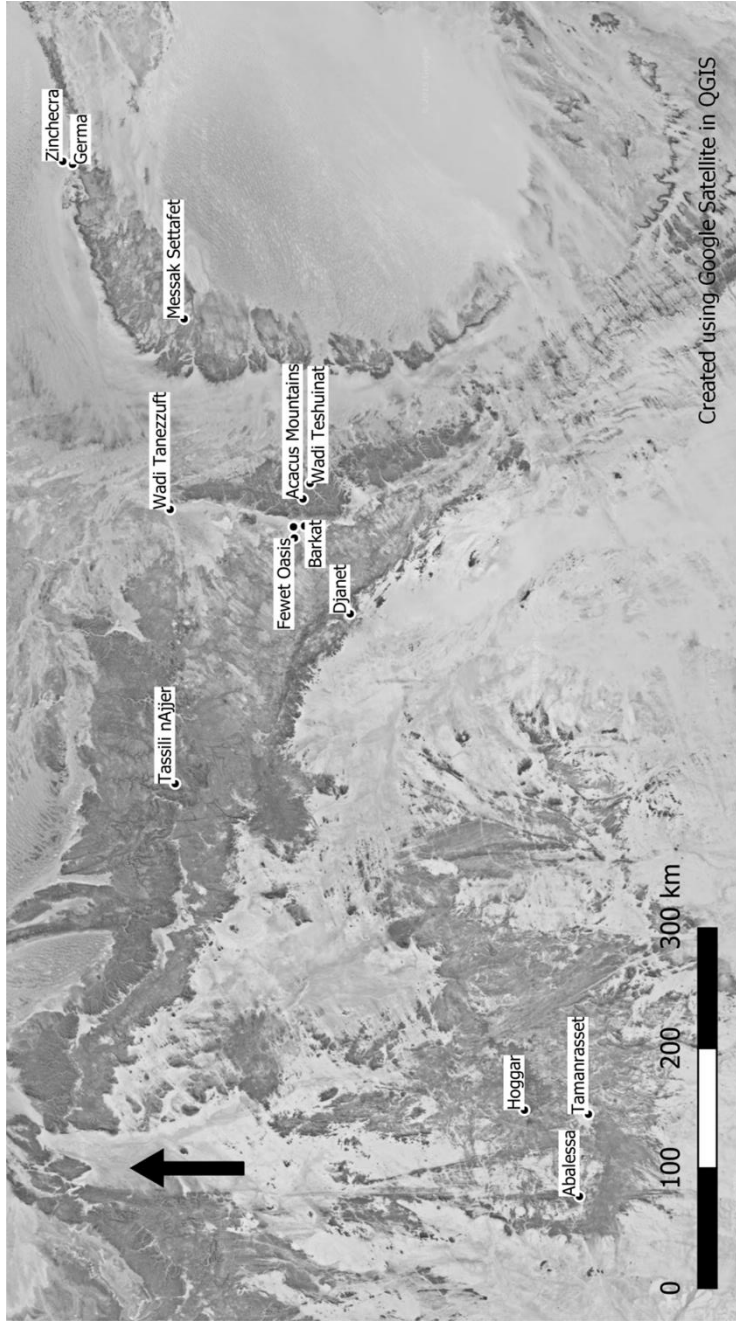 Zinchecra
Germa
Messak Settafet
Wadi Tanezzuft
Acacus Mountains
Wadi Teshuinat
Fewet Oasis
Barkat
Djanet
Tassili nAjjer
Hoggar
Tamanrasset
Abalessa
0 100 200 300 km
Created using Google Satellite in QGIS